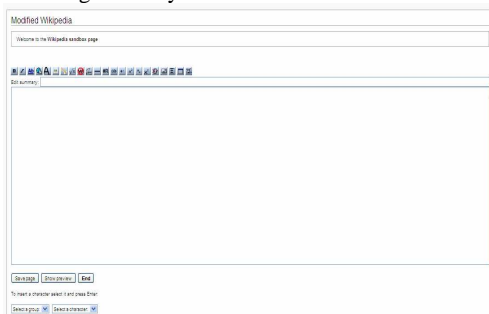 Modified Wikipedia
Welcome to the Wikipedia sandbox page
Edit summary:
Save page Show preview End
To insert a character select it and press Enter
Select a group Select a character